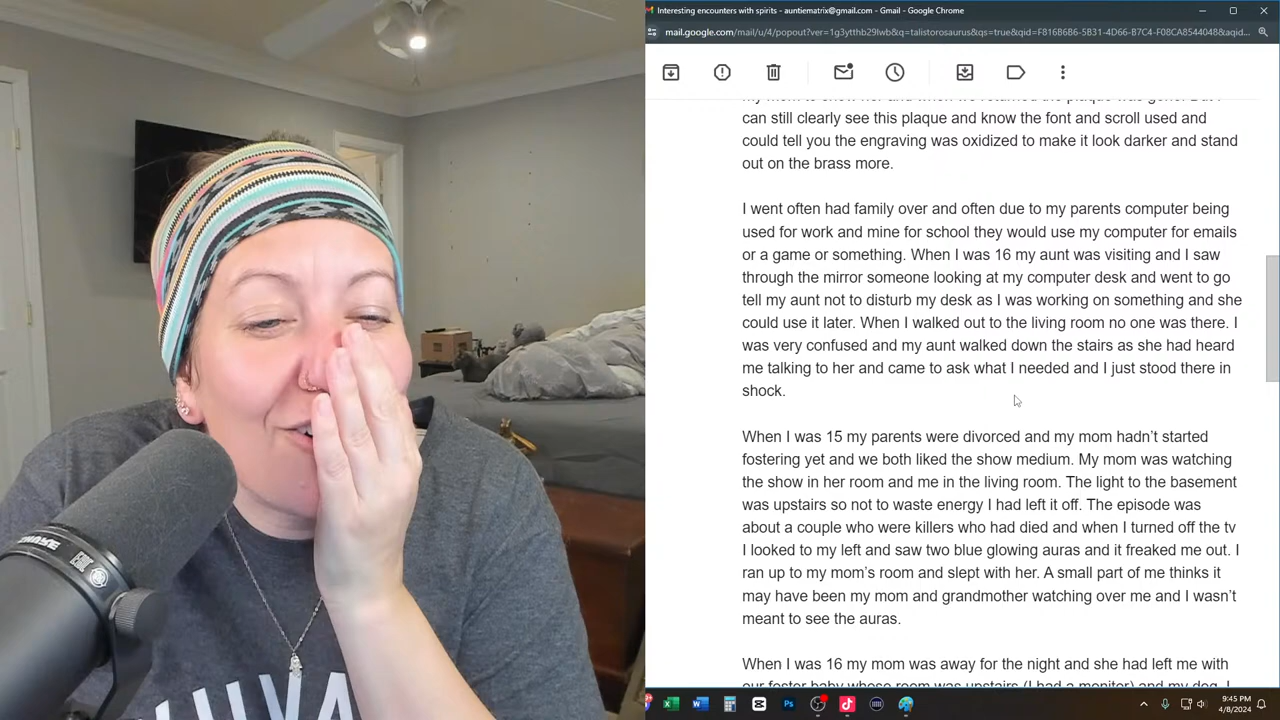 Interesting encounters with spirits - auntiematrix@gmail.com - Gmail - Google Chrome
mail.google.com/mail/u/4/popout?ver=1g3ytthb29lwb&q=talistorosaurus&qs=true&qid=F816B6B6-5B31-4D66-B7C4-F08CA8544048&aqid...
can still clearly see this plaque and know the font and scroll used and
could tell you the engraving was oxidized to make it look darker and stand
out on the brass more.
I went often had family over and often due to my parents computer being
used for work and mine for school they would use my computer for emails
or a game or something. When I was 16 my aunt was visiting and I saw
through the mirror someone looking at my computer desk and went to go
tell my aunt not to disturb my desk as I was working on something and she
could use it later. When I walked out to the living room no one was there. I
was very confused and my aunt walked down the stairs as she had heard
me talking to her and came to ask what I needed and I just stood there in
shock.
When I was 15 my parents were divorced and my mom hadn't started
fostering yet and we both liked the show medium. My mom was watching
the show in her room and me in the living room. The light to the basement
was upstairs so not to waste energy I had left it off. The episode was
about a couple who were killers who had died and when I turned off the tv
I looked to my left and saw two blue glowing auras and it freaked me out. I
ran up to my mom's room and slept with her. A small part of me thinks it
may have been my mom and grandmother watching over me and I wasn't
meant to see the auras.
When I was 16 my mom was away for the night and she had left me with
our foster baby whose room was upstairs (I had a monitor) and my dog. I
9:45 PM
4/8/2024